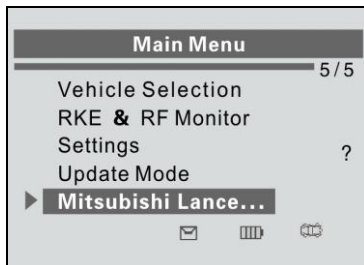 Main Menu
5/5
Vehicle Selection
RKE & RF Monitor
Settings
?
Update Mode
Mitsubishi Lance...